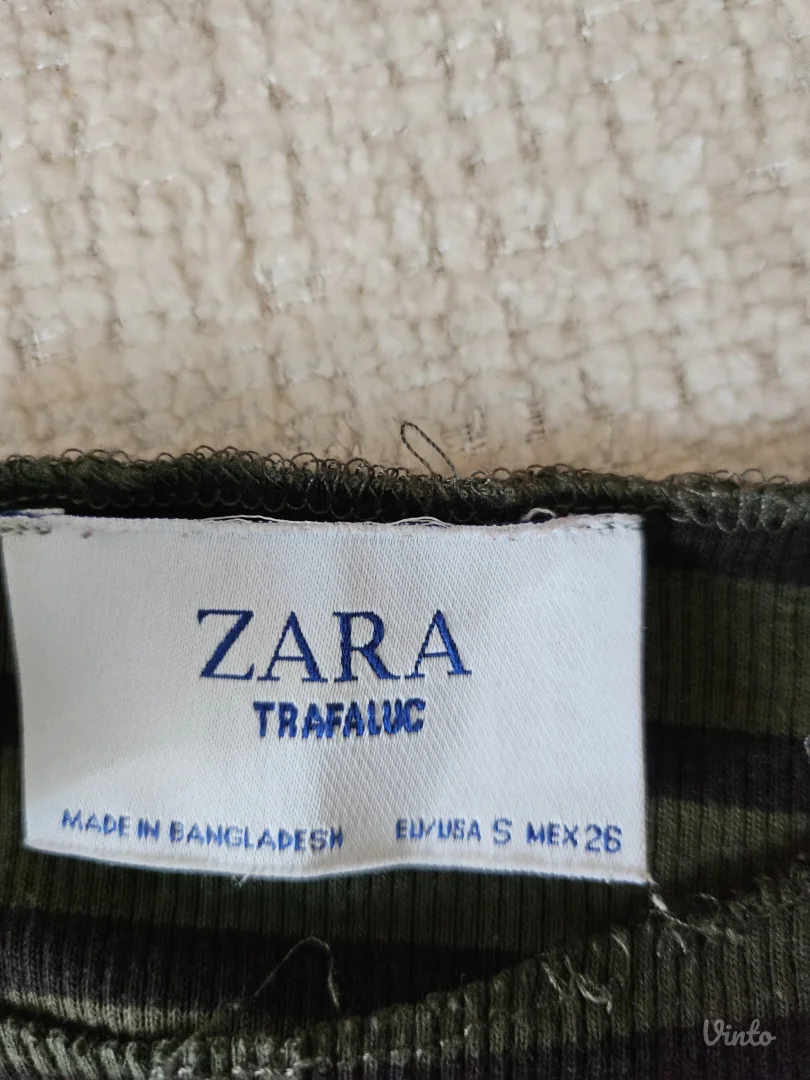 ZARA
TRAFALUC
MADE IN BANGLADESH EU/USA S MEX 26
Vinto